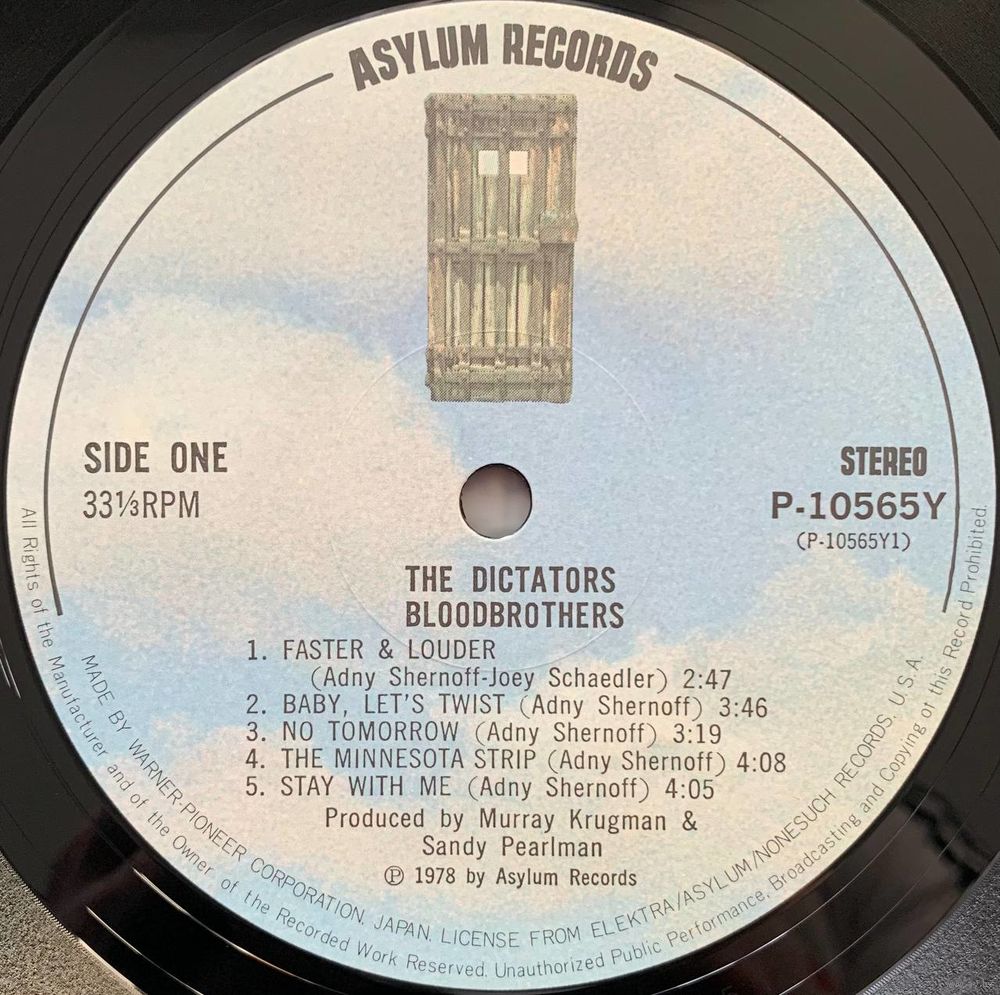 ASYLUM RECORDS
SIDE ONE
33⅓RPM
STEREO
P-10565Y
(P-10565Y1)
THE DICTATORS
BLOODBROTHERS
1. FASTER & LOUDER
(Adny Shernoff-Joey Schaedler) 2:47
2. BABY, LET'S TWIST (Adny Shernoff) 3:46
3. NO TOMORROW (Adny Shernoff) 3:19
4. THE MINNESOTA STRIP (Adny Shernoff) 4:08
5. STAY WITH ME (Adny Shernoff) 4:05
Produced by Murray Krugman &
Sandy Pearlman
Ⓟ 1978 by Asylum Records
MADE BY WARNER-PIONEER CORPORATION, JAPAN. LICENSE FROM ELEKTRA/ASYLUM/NONESUCH RECORDS, U.S.A.
All Rights of the Manufacturer and of the Owner of the Recorded Work Reserved. Unauthorized Public Performance, Broadcasting and Copying of this Record Prohibited.